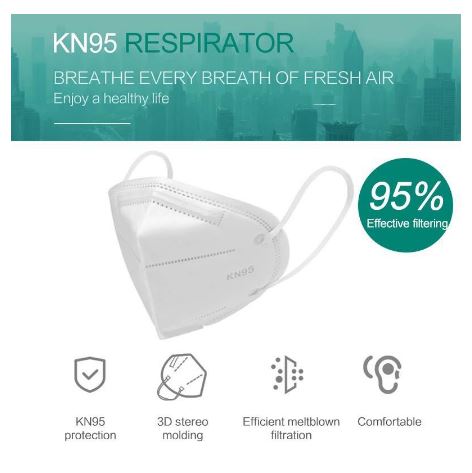 KN95 RESPIRATOR
BREATHE EVERY BREATH OF FRESH AIR
Enjoy a healthy life
95%
Effective filtering
KN95
KN95
protection
3D stereo
molding
Efficient meltblown
filtration
Comfortable